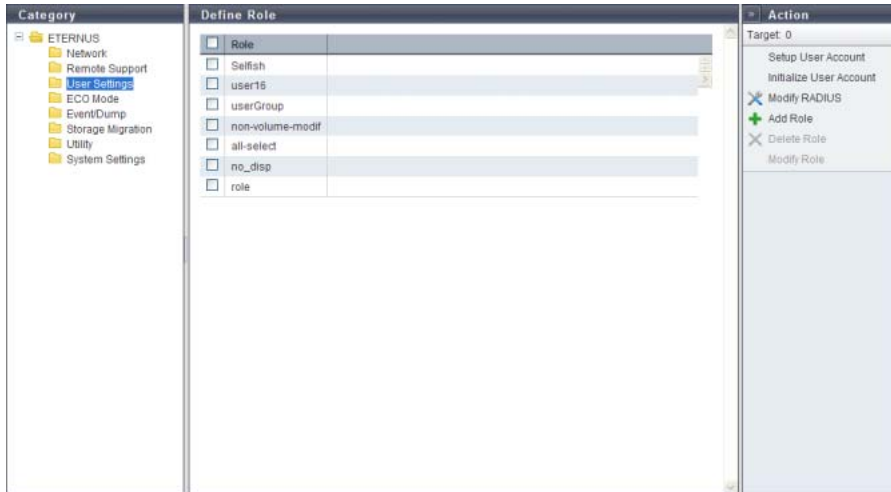 Category
ETERNUS
Network
Remote Support
User Settings
ECO Mode
Event/Dump
Storage Migration
Utility
System Settings
Define Role
Role
Selfish
user16
userGroup
non-volume-modif
all-select
no_disp
role
» Action
Target: 0
Setup User Account
Initialize User Account
Modify RADIUS
Add Role
Delete Role
Modify Role